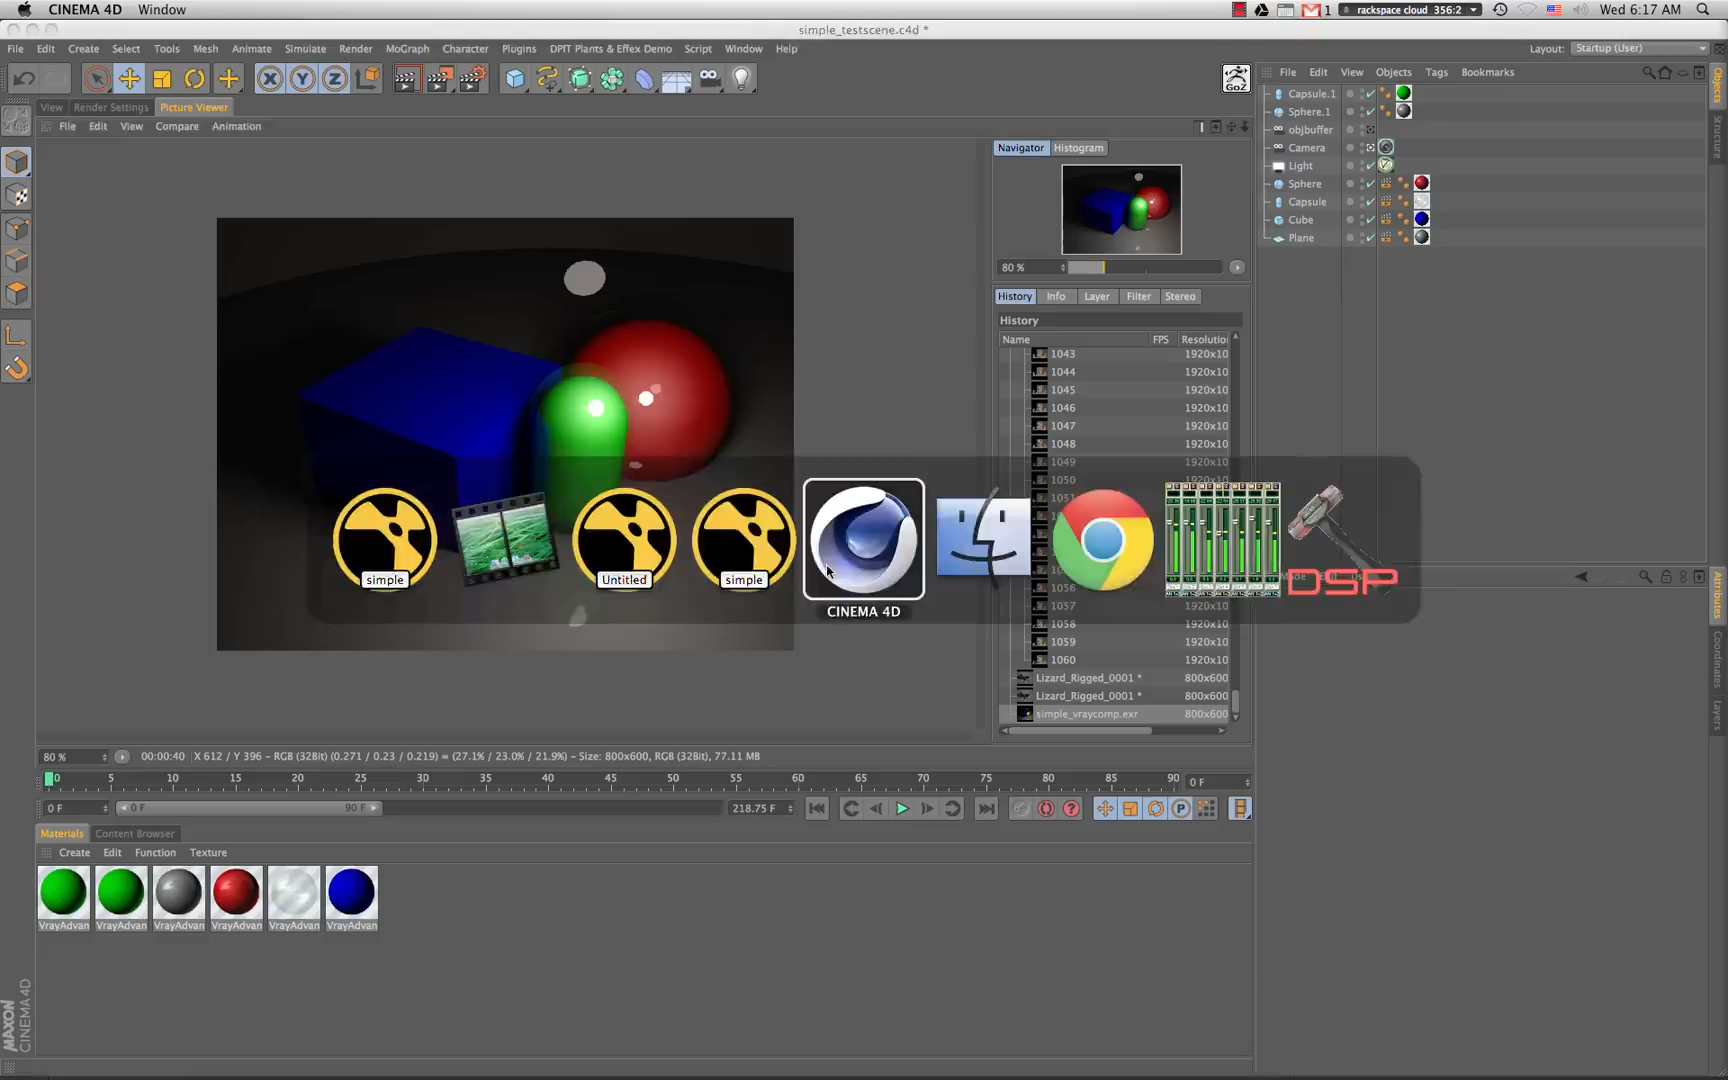 CINEMA 4D Window
1 rackspace cloud 356:2 Wed 6:17 AM
simple_testscene.c4d *
File Edit Create Select Tools Mesh Animate Simulate Render MoGraph Character Plugins DPIT Plants & Effex Demo Script Window Help
Layout: Startup (User)
X Y Z
GoZ
File Edit View Objects Tags Bookmarks
View Render Settings Picture Viewer
File Edit View Compare Animation
Navigator Histogram
80 %
History Info Layer Filter Stereo
History
Name FPS Resolutio
1043 1920x10
1044 1920x10
1045 1920x10
1046 1920x10
1047 1920x10
1048 1920x10
1049 1920x10
1050 1920x10
1056 1920x10
1057 1920x10
1058 1920x10
1059 1920x10
1060 1920x10
Lizard_Rigged_0001 * 800x600
Lizard_Rigged_0001 * 800x600
simple_vraycomp.exr 800x600
Capsule.1
Sphere.1
objbuffer
Camera
Light
Sphere
Capsule
Cube
Plane
Objects
Structure
Attributes
Coordinates
Layers
simple Untitled simple
CINEMA 4D
DSP
80 % 00:00:40 X 612 / Y 396 - RGB (32Bit) (0.271 / 0.23 / 0.219) = (27.1% / 23.0% / 21.9%) - Size: 800x600, RGB (32Bit), 77.11 MB
0 5 10 15 20 25 30 35 40 45 50 55 60 65 70 75 80 85 90 0 F
0 F 0 F 90 F 218.75 F
P
Materials Content Browser
Create Edit Function Texture
VrayAdvan VrayAdvan VrayAdvan VrayAdvan VrayAdvan VrayAdvan
MAXON
CINEMA 4D